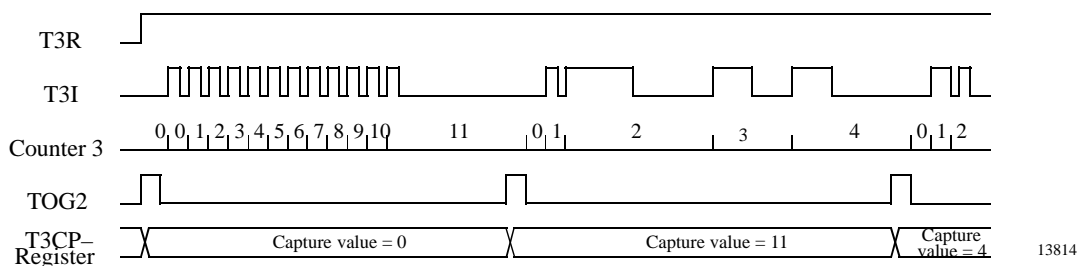 T3R
T3I
Counter 3
0 0 1 2 3 4 5 6 7 8 9 10 11 0 1 2 3 4 0 1 2
TOG2
T3CP–
Register
Capture value = 0
Capture value = 11
Capture
value = 4
13814